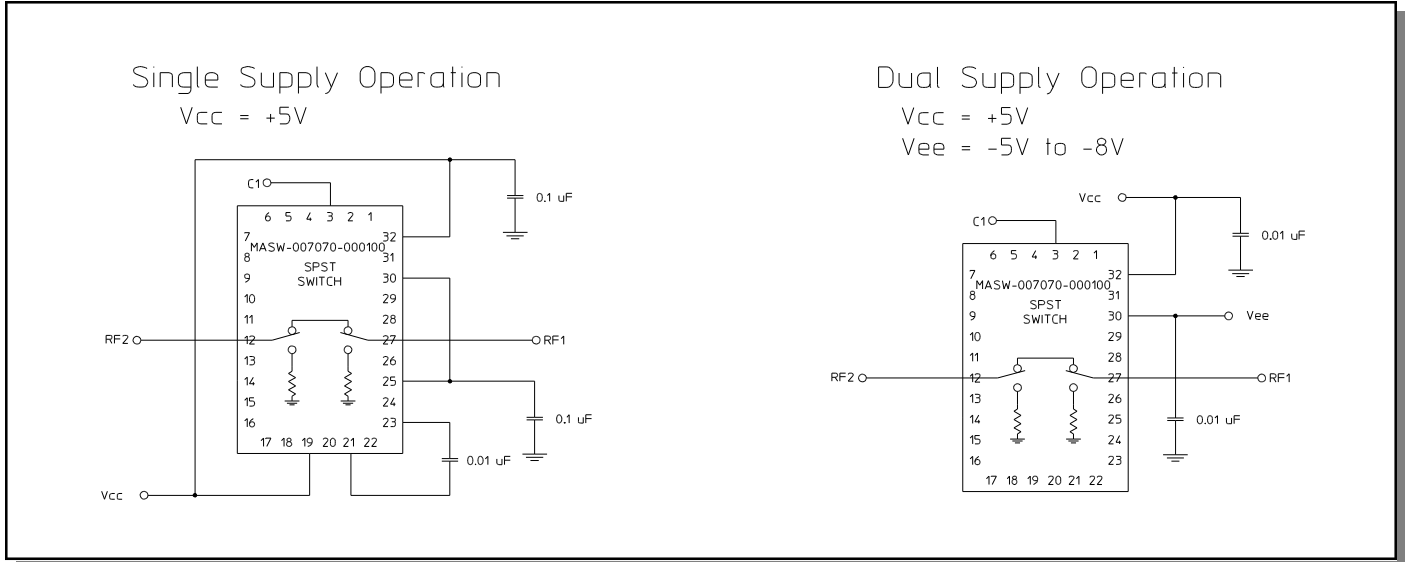 Single Supply Operation
Vcc = +5V
C1
0.1 uF
6 5 4 3 2 1
7 32
MASW-007070-000100
8 31
SPST
9 30
SWITCH
10 29
11 28
RF2 12 27 RF1
13 26
14 25
15 24
0.1 uF
16 23
17 18 19 20 21 22
0.01 uF
Vcc
Dual Supply Operation
Vcc = +5V
Vee = -5V to -8V
Vcc
C1
0.01 uF
6 5 4 3 2 1
7 32
MASW-007070-000100
8 31
SPST
9 30 Vee
SWITCH
10 29
11 28
RF2 12 27 RF1
13 26
14 25
0.01 uF
15 24
16 23
17 18 19 20 21 22